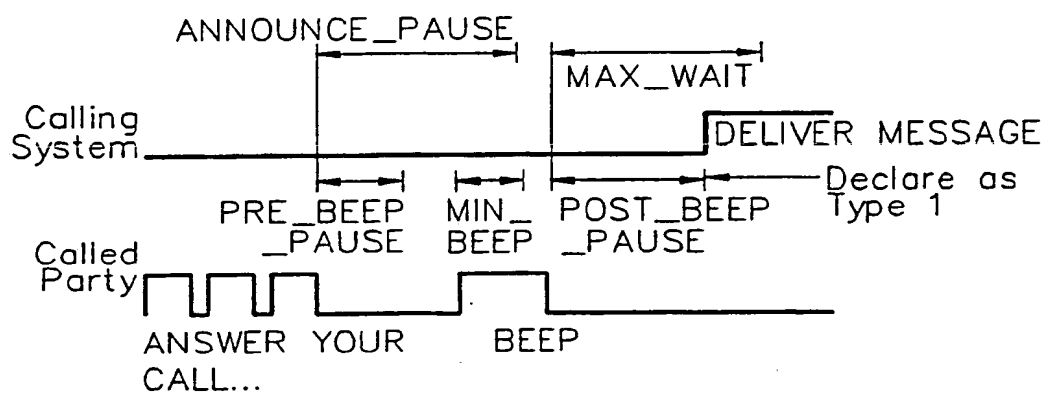 ANNOUNCE_PAUSE
MAX_WAIT
Calling
System
DELIVER MESSAGE
Declare as
Type 1
PRE_BEEP
_PAUSE
MIN_
BEEP
POST_BEEP
_PAUSE
Called
Party
ANSWER YOUR BEEP
CALL...